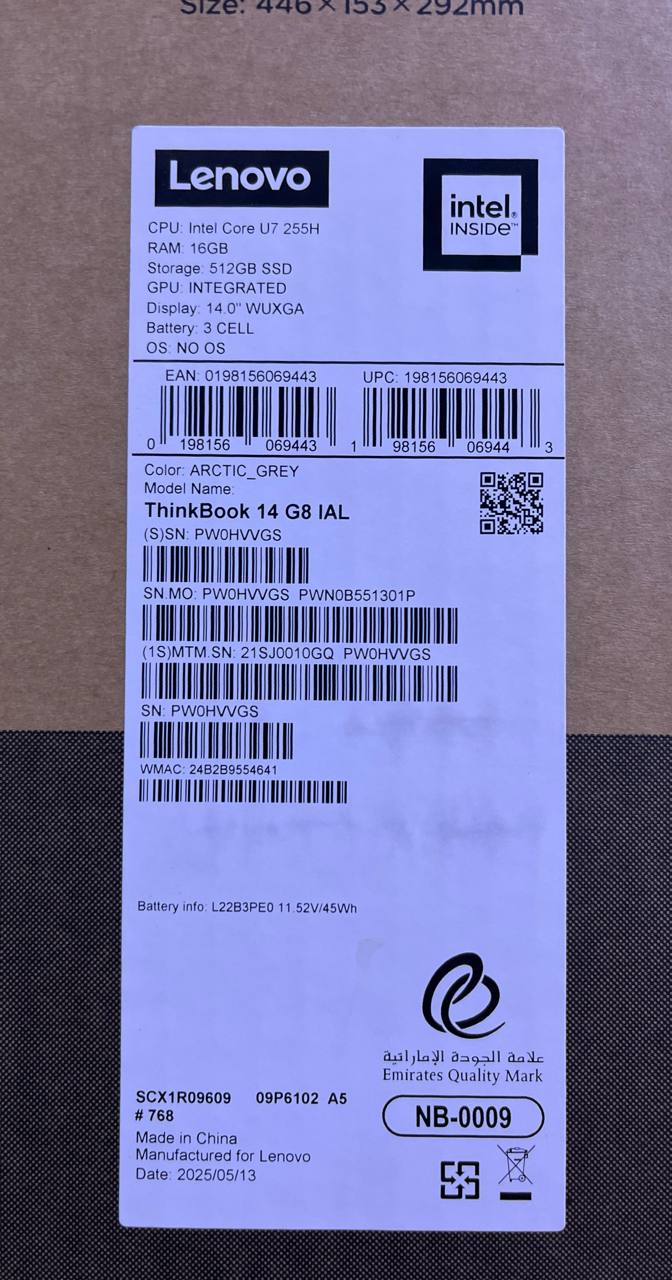 Size: 446×153×292mm
Lenovo
intel.
INSIDE™
CPU: Intel Core U7 255H
RAM: 16GB
Storage: 512GB SSD
GPU: INTEGRATED
Display: 14.0" WUXGA
Battery: 3 CELL
OS: NO OS
EAN: 0198156069443 UPC: 198156069443
0 198156 069443 1 98156 06944 3
Color: ARCTIC_GREY
Model Name:
ThinkBook 14 G8 IAL
(S)SN: PW0HVVGS
SN.MO: PW0HVVGS PWN0B551301P
(1S)MTM.SN: 21SJ0010GQ PW0HVVGS
SN: PW0HVVGS
WMAC: 24B2B9554641
Battery info: L22B3PE0 11.52V/45Wh
علامة الجودة الإماراتية
Emirates Quality Mark
NB-0009
SCX1R09609 09P6102 A5
# 768
Made in China
Manufactured for Lenovo
Date: 2025/05/13